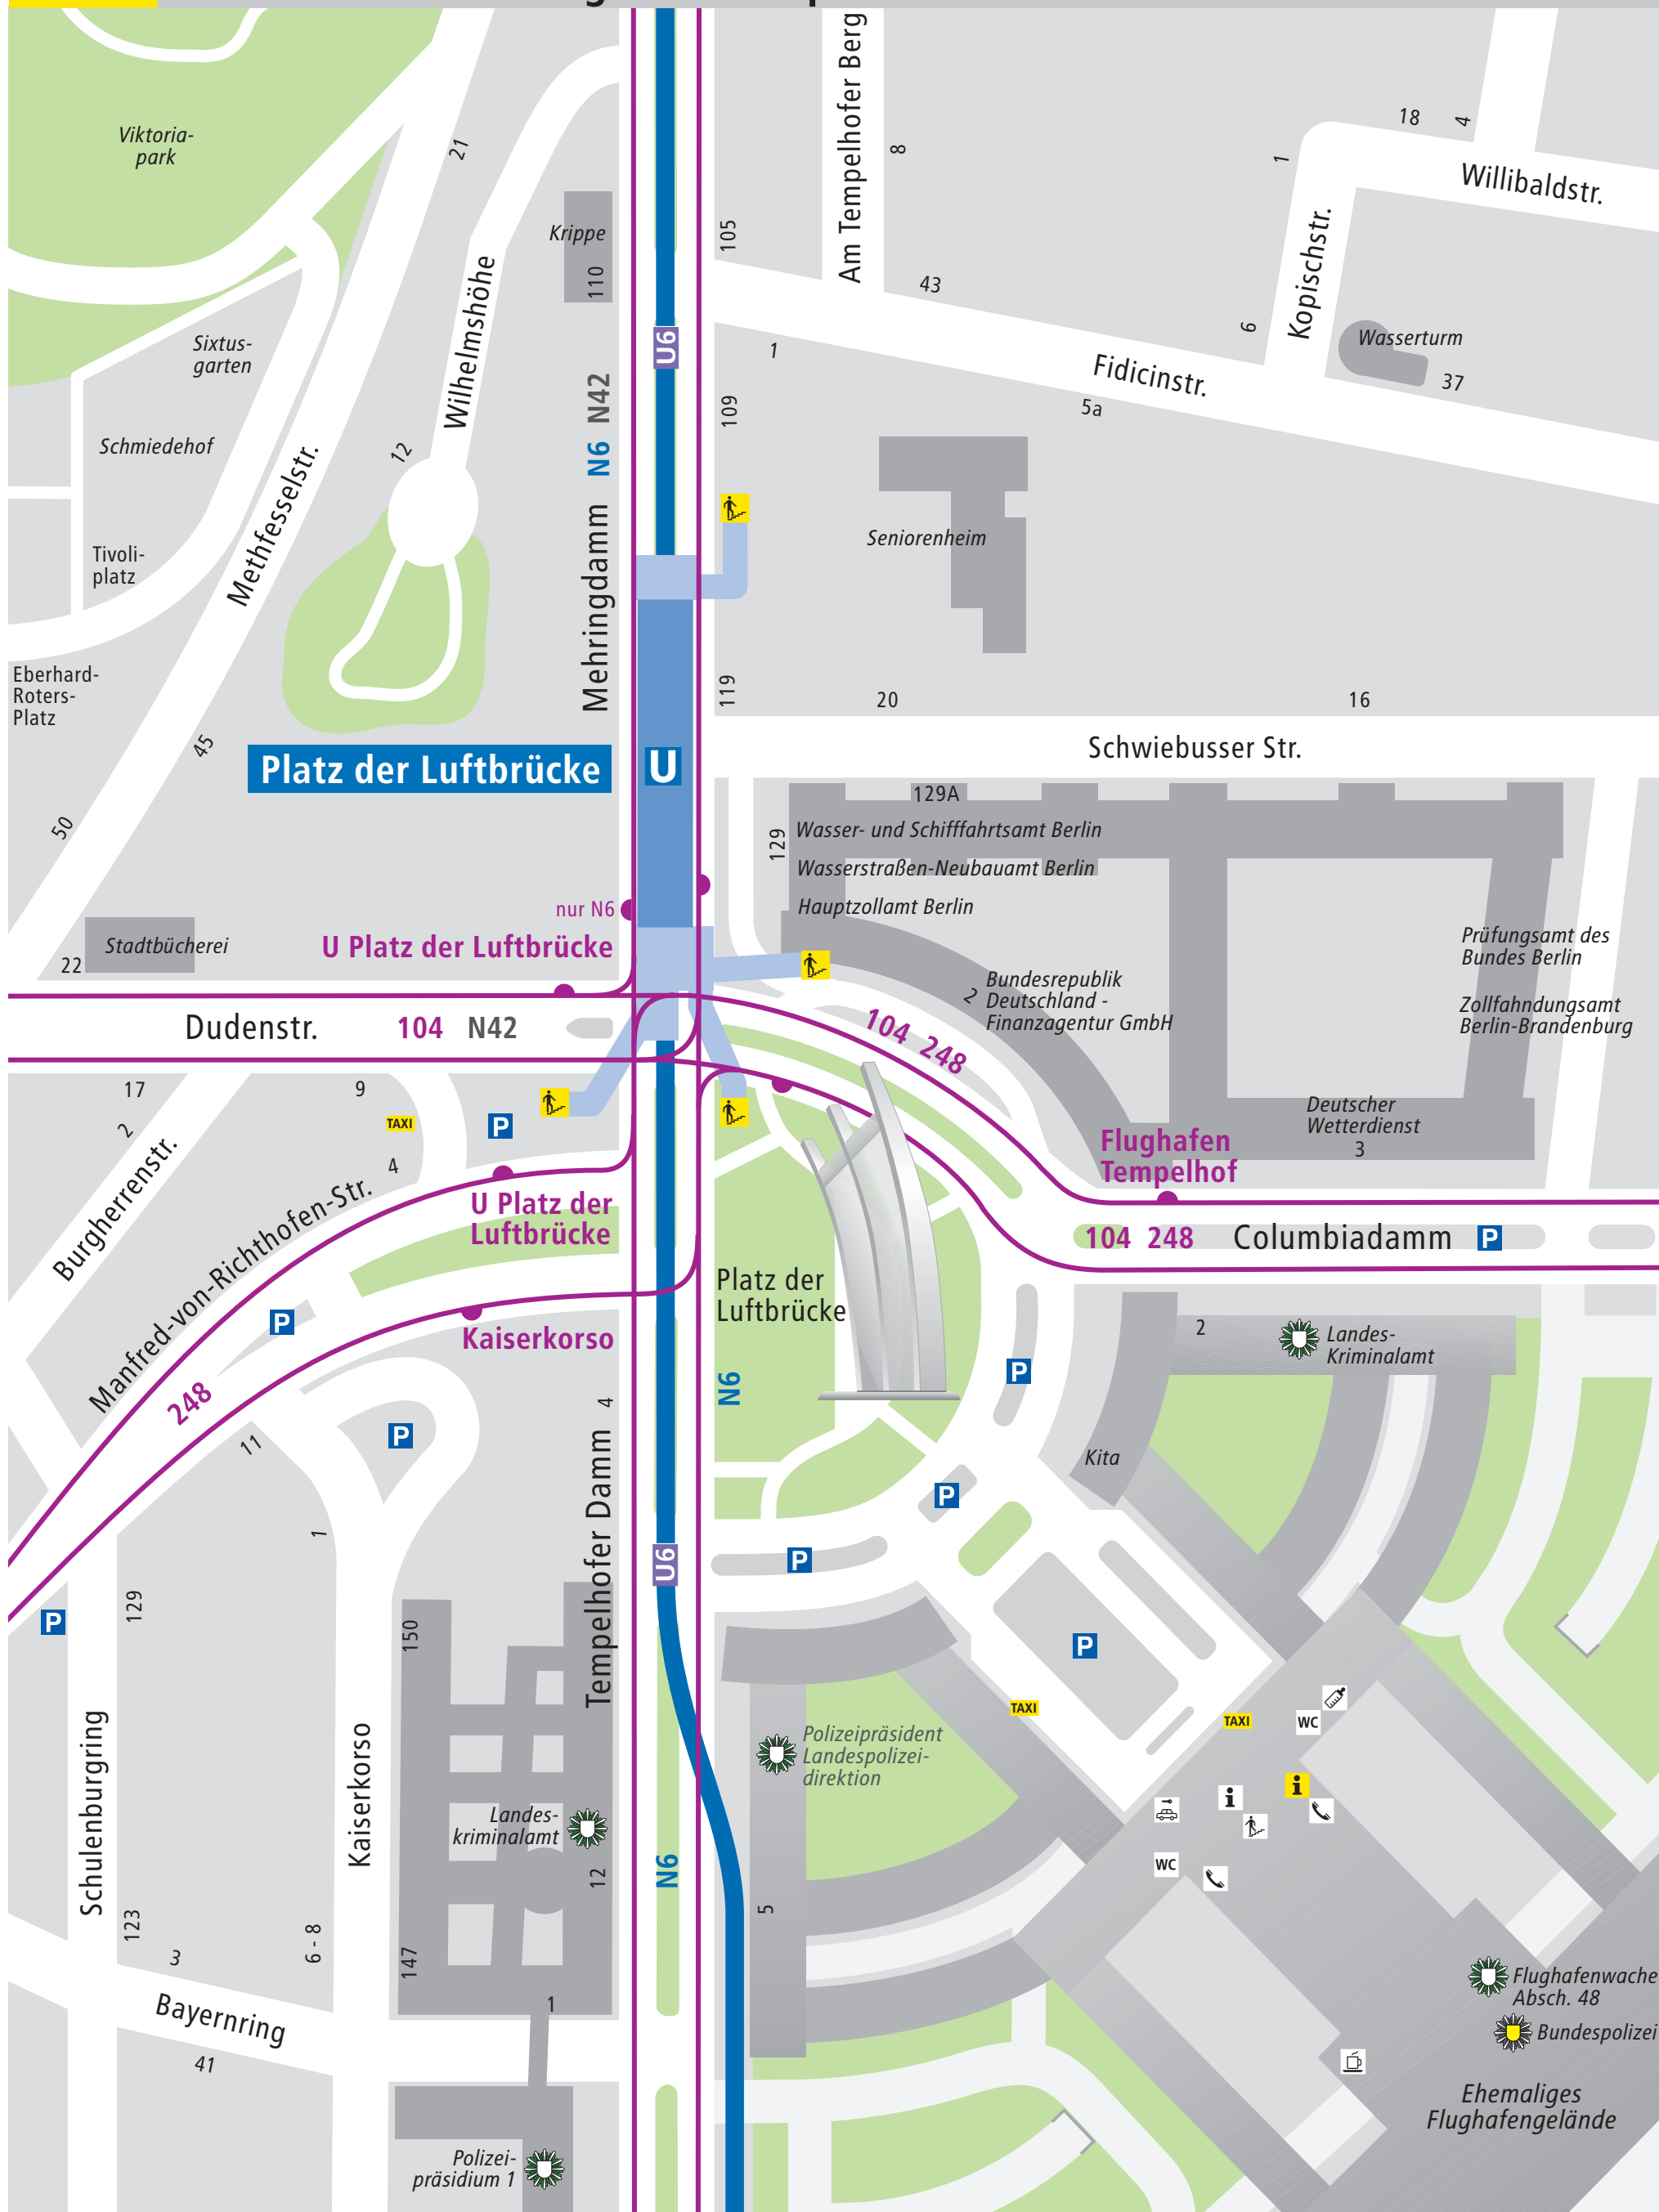 Viktoria-
park
21
Krippe
110
105
Am Tempelhofer Berg
8
18
4
1
Willibaldstr.
Kopischstr.
43
6
Wasserturm
37
Sixtus-
garten
Wilhelmshöhe
U6
1
Fidicinstr.
5a
N6 N42
109
Schmiedehof
12
Methfesselstr.
Tivoli-
platz
Mehringdamm
Seniorenheim
Eberhard-
Roters-
Platz
119
20
16
45
Platz der Luftbrücke
U
Schwiebusser Str.
50
129A
129
Wasser- und Schifffahrtsamt Berlin
Wasserstraßen-Neubauamt Berlin
Hauptzollamt Berlin
nur N6
U Platz der Luftbrücke
Stadtbücherei
22
Prüfungsamt des
Bundes Berlin
2
Bundesrepublik
Deutschland -
Finanzagentur GmbH
Zollfahndungsamt
Berlin-Brandenburg
Dudenstr.
104 N42
104 248
17
9
2
TAXI
P
4
Burgherrenstr.
Deutscher
Wetterdienst
3
Flughafen
Tempelhof
U Platz der
Luftbrücke
Manfred-von-Richthofen-Str.
104 248
Columbiadamm
P
Platz der
Luftbrücke
P
Kaiserkorso
2
Landes-
Kriminalamt
P
N6
248
4
11
P
Kita
P
1
Tempelhofer Damm
U6
P
P
129
150
P
TAXI
TAXI
WC
Polizeipräsident
Landespolizei-
direktion
Schulenburgring
Kaiserkorso
i
i
Landes-
kriminalamt
WC
12
N6
5
123
6 - 8
3
147
Flughafenwache
Absch. 48
Bayernring
1
Bundespolizei
41
Ehemaliges
Flughafengelände
Polizei-
präsidium 1